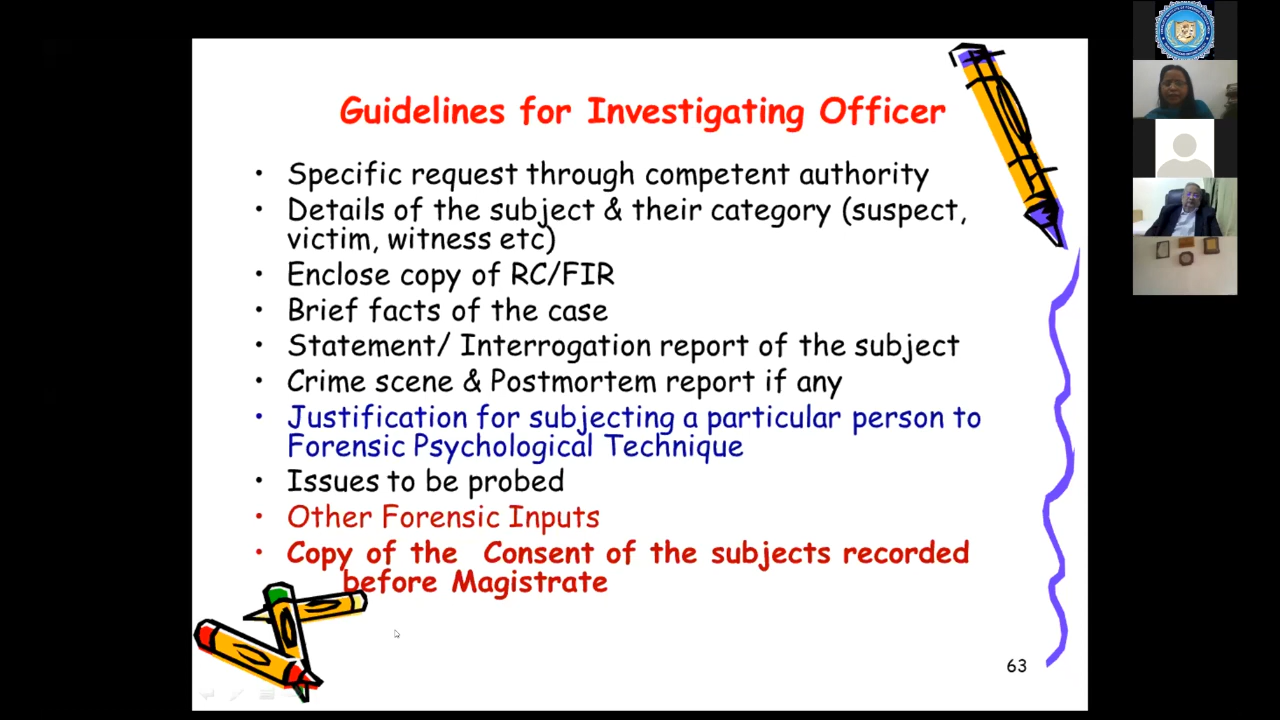 Guidelines for Investigating Officer
• Specific request through competent authority
• Details of the subject & their category (suspect,
victim, witness etc)
• Enclose copy of RC/FIR
• Brief facts of the case
• Statement/ Interrogation report of the subject
• Crime scene & Postmortem report if any
• Justification for subjecting a particular person to
Forensic Psychological Technique
• Issues to be probed
• Other Forensic Inputs
• Copy of the Consent of the subjects recorded
before Magistrate
63